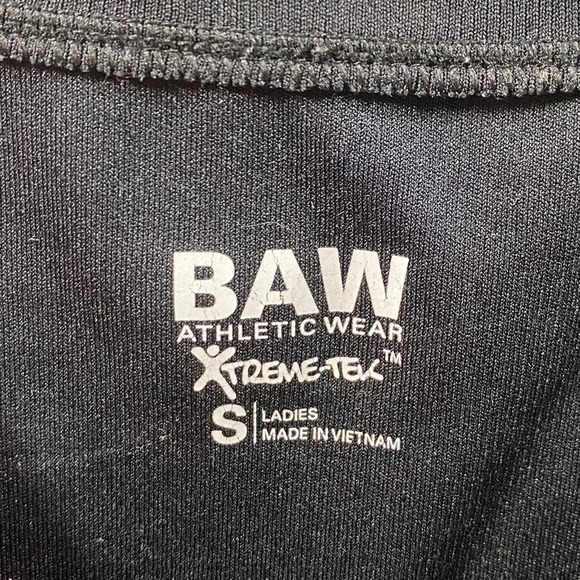 BAW
ATHLETIC WEAR
XTREME-TEK™
S LADIES
MADE IN VIETNAM